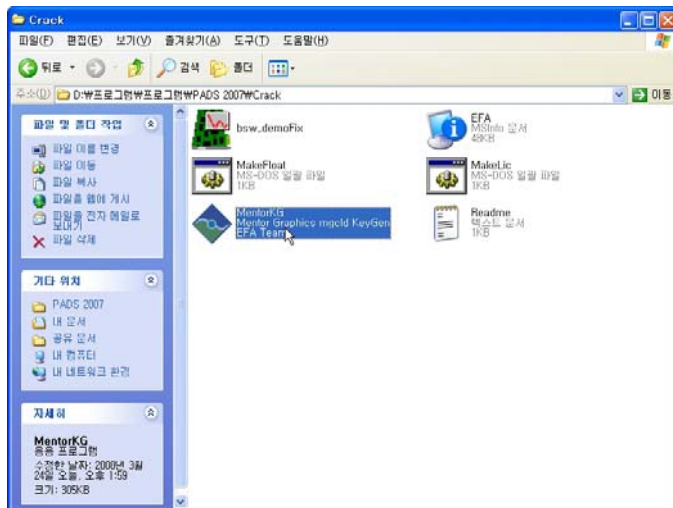 Crack
파일(F) 편집(E) 보기(V) 즐겨찾기(A) 도구(T) 도움말(H)
뒤로 검색 폴더
주소(D) D:₩프로그램₩프로그램₩PADS 2007₩Crack 이동
파일 및 폴더 작업
파일 이름 변경
파일 이동
파일 복사
파일을 웹에 게시
파일을 전자 메일로
보내기
파일 삭제
기타 위치
PADS 2007
내 문서
공유 문서
내 컴퓨터
내 네트워크 환경
자세히
MentorKG
응용 프로그램
수정한 날짜: 2008년 3월
24일 오늘, 오후 1:59
크기: 305KB
bsw_demoFix
EFA
MSInfo 문서
48KB
MakeFloat
MS-DOS 일괄 파일
1KB
MakeLic
MS-DOS 일괄 파일
1KB
MentorKG
Mentor Graphics mgcld KeyGen
EFA Team
Readme
텍스트 문서
1KB